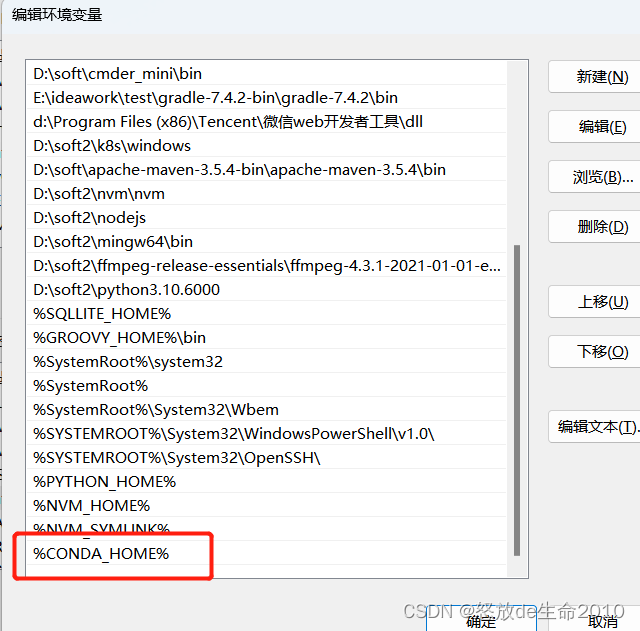 编辑环境变量
D:\soft\cmder_mini\bin
E:\ideawork\test\gradle-7.4.2-bin\gradle-7.4.2\bin
d:\Program Files (x86)\Tencent\微信web开发者工具\dll
D:\soft2\k8s\windows
D:\soft\apache-maven-3.5.4-bin\apache-maven-3.5.4\bin
D:\soft2\nvm\nvm
D:\soft2\nodejs
D:\soft2\mingw64\bin
D:\soft2\ffmpeg-release-essentials\ffmpeg-4.3.1-2021-01-01-e...
D:\soft2\python3.10.6000
%SQLLITE_HOME%
%GROOVY_HOME%\bin
%SystemRoot%\system32
%SystemRoot%
%SystemRoot%\System32\Wbem
%SYSTEMROOT%\System32\WindowsPowerShell\v1.0\
%SYSTEMROOT%\System32\OpenSSH\
%PYTHON_HOME%
%NVM_HOME%
%NVM_SYMLINK%
%CONDA_HOME%
新建(N)
编辑(E)
浏览(B)...
删除(D)
上移(U)
下移(O)
编辑文本(T).
确定
取消
CSDN @怒放de生命2010